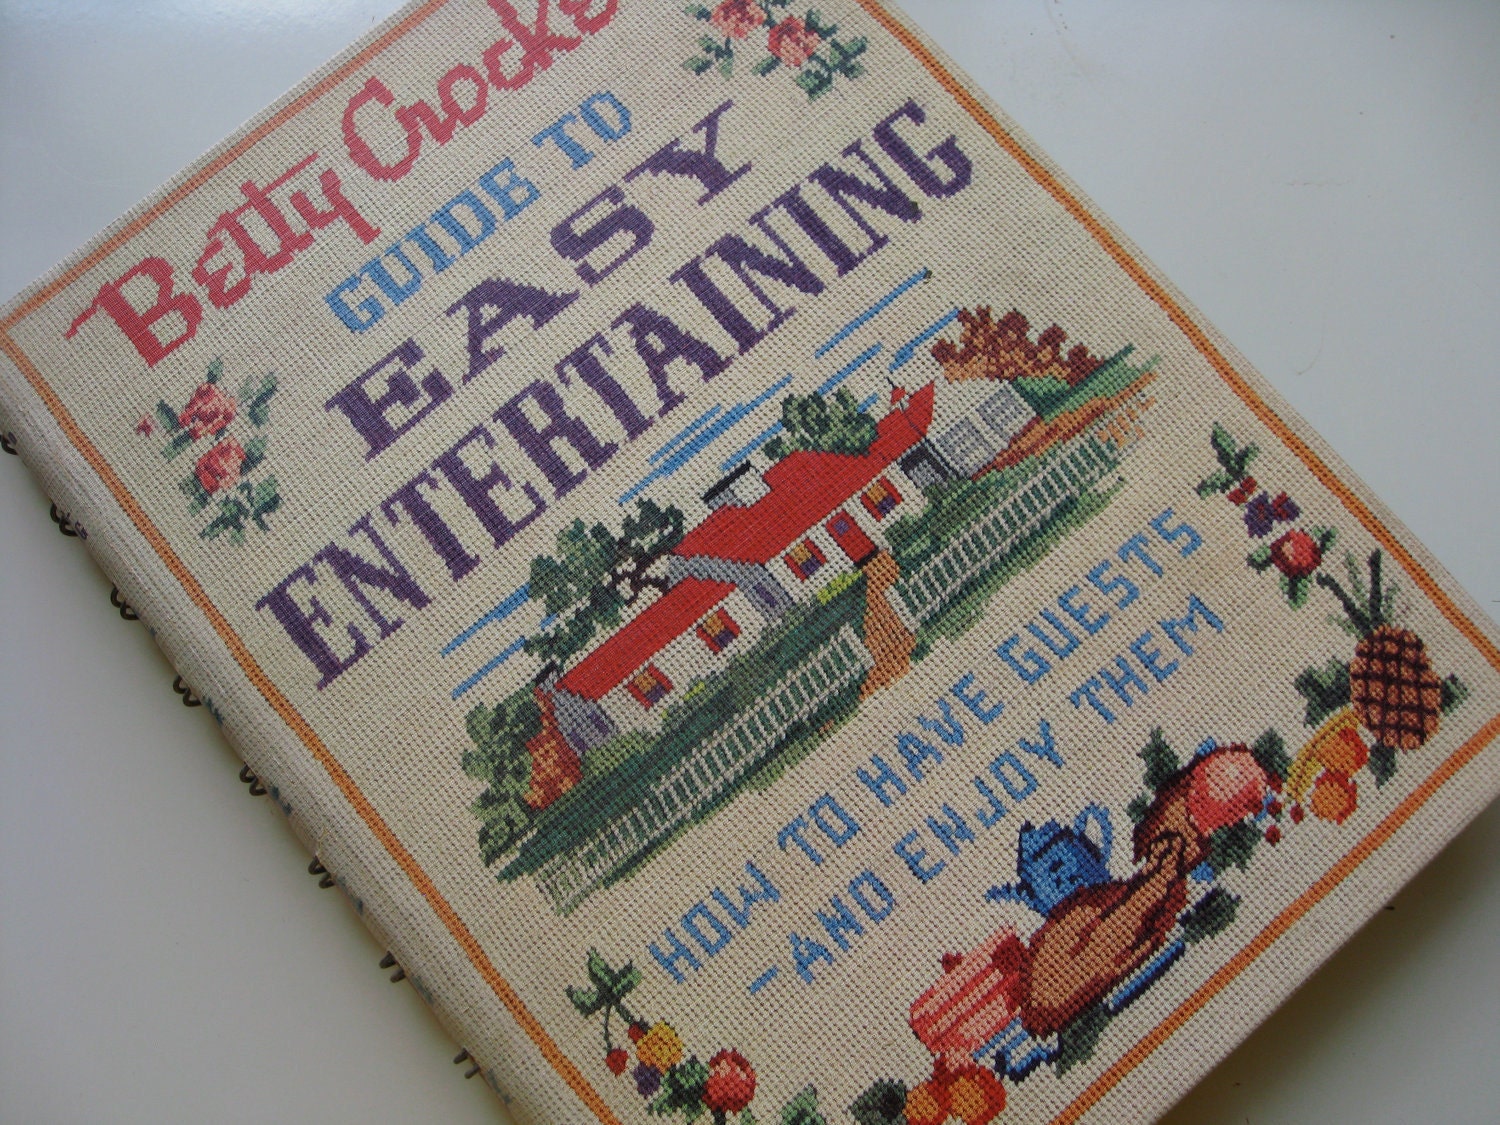 Betty Crocke
GUIDE TO
EASY
ENTERTAINING
HOW TO HAVE GUESTS
—AND ENJOY THEM